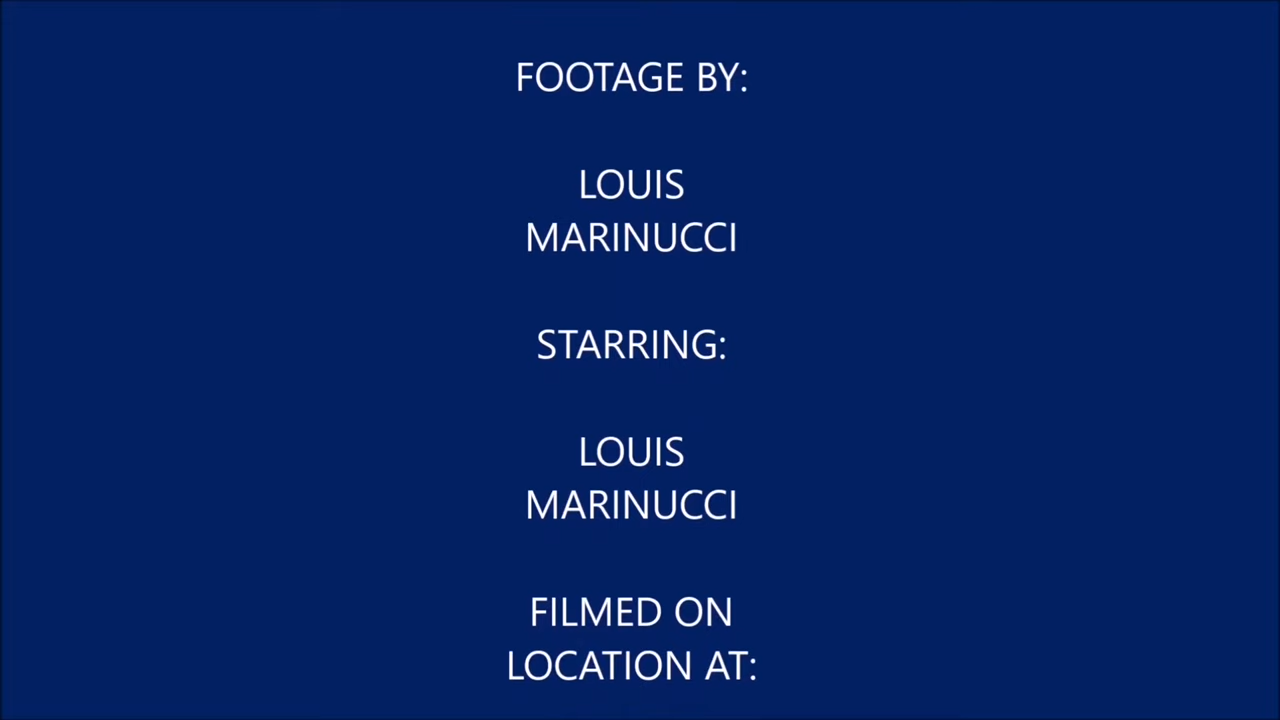 FOOTAGE BY:
LOUIS
MARINUCCI
STARRING:
LOUIS
MARINUCCI
FILMED ON
LOCATION AT: